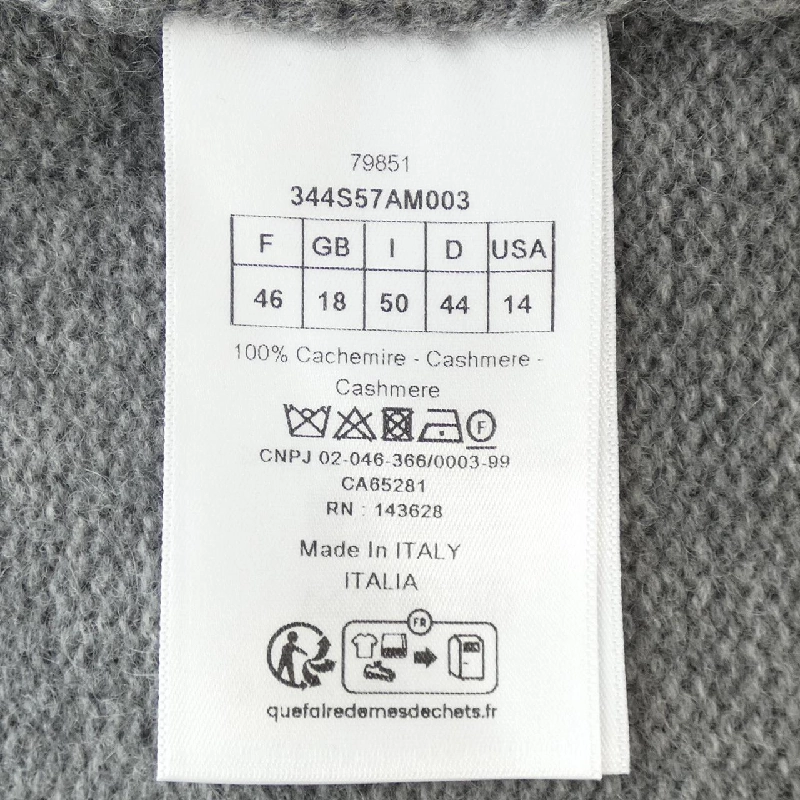 79851
344S57AM003
F GB I D USA
46 18 50 44 14
100% Cachemire - Cashmere -
Cashmere
F
CNPJ 02-046-366/0003-99
CA65281
RN : 143628
Made In ITALY
ITALIA
FR
quefairedemesdechets.fr